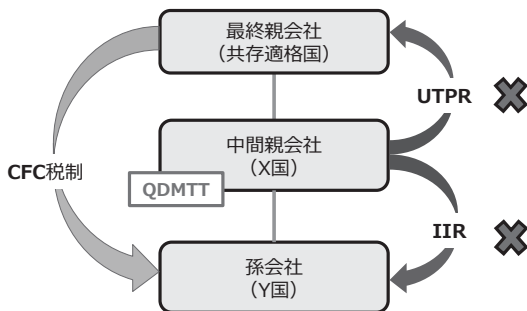 最終親会社
（共存適格国）
UTPR
中間親会社
（X国）
CFC税制
QDMTT
IIR
孫会社
（Y国）